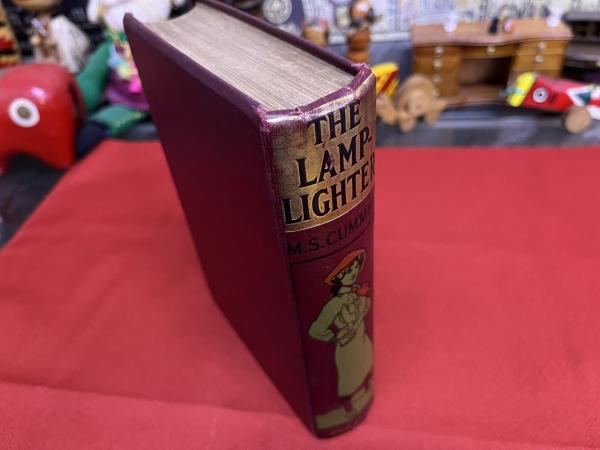 THE
LAMP-
LIGHTER
M.S. CUMMI